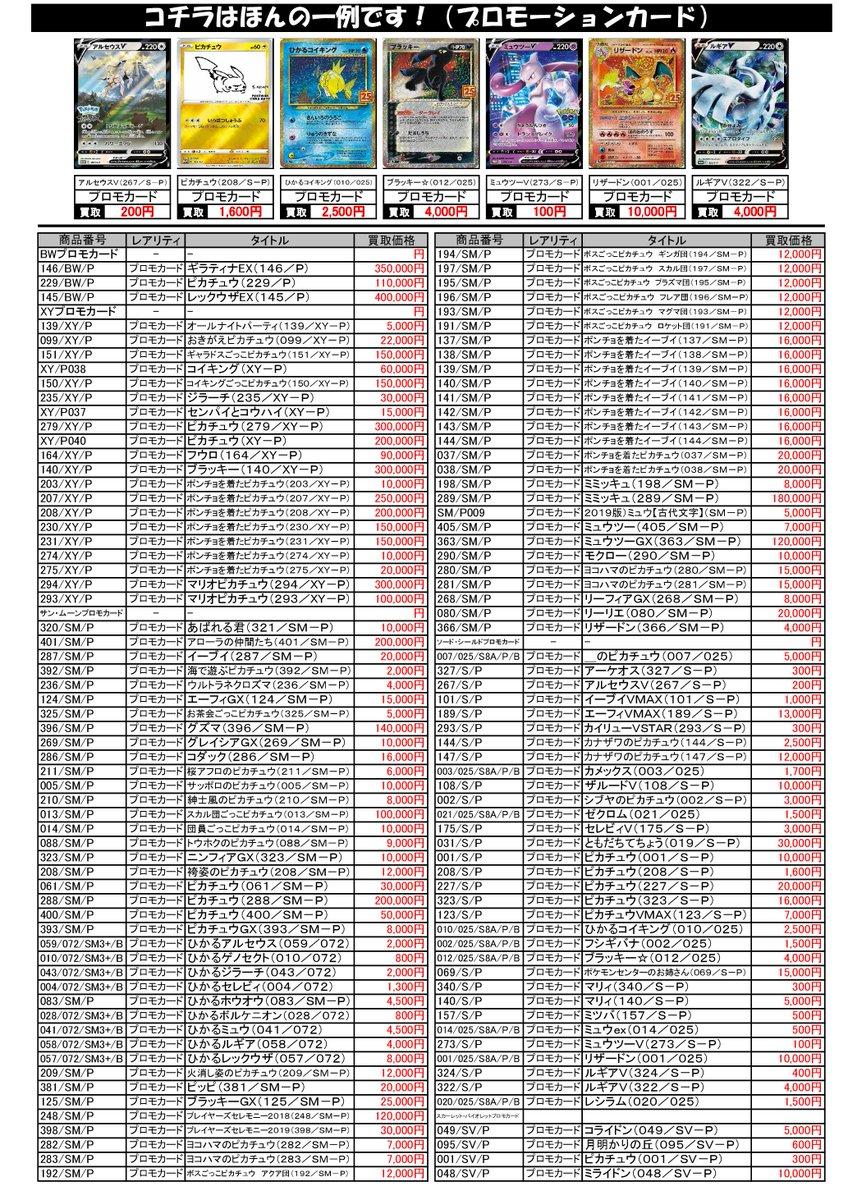 コチラはほんの一例です!(プロモーションカード)
アルセウスV(267/S-P)
プロモカード
買取 200円
ピカチュウ(208/S-P)
プロモカード
買取 1,600円
ひかるコイキング(010/025)
プロモカード
買取 2,500円
ブラッキー☆(012/025)
プロモカード
買取 4,000円
ミュウツーV(273/S-P)
プロモカード
買取 100円
リザードン(001/025)
プロモカード
買取 10,000円
ルギアV(322/S-P)
プロモカード
買取 4,000円
商品番号 レアリティ タイトル 買取価格
BWプロモカード - - 円
146/BW/P プロモカード ギラティナEX(146/P) 350,000円
229/BW/P プロモカード ピカチュウ(229/P) 110,000円
145/BW/P プロモカード レックウザEX(145/P) 400,000円
XYプロモカード - - 円
139/XY/P プロモカード オールナイトパーティ(139/XY-P) 5,000円
099/XY/P プロモカード おきがえピカチュウ(099/XY-P) 22,000円
151/XY/P プロモカード ギャラドスごっこピカチュウ(151/XY-P) 150,000円
XY/P038 プロモカード コイキング(XY-P) 60,000円
150/XY/P プロモカード コイキングごっこピカチュウ(150/XY-P) 150,000円
235/XY/P プロモカード ジラーチ(235/XY-P) 30,000円
XY/P037 プロモカード センパイとコウハイ(XY-P) 15,000円
279/XY/P プロモカード ピカチュウ(279/XY-P) 300,000円
XY/P040 プロモカード ピカチュウ(XY-P) 200,000円
164/XY/P プロモカード フウロ(164/XY-P) 90,000円
140/XY/P プロモカード ブラッキー(140/XY-P) 300,000円
203/XY/P プロモカード ポンチョを着たピカチュウ(203/XY-P) 10,000円
207/XY/P プロモカード ポンチョを着たピカチュウ(207/XY-P) 250,000円
208/XY/P プロモカード ポンチョを着たピカチュウ(208/XY-P) 200,000円
230/XY/P プロモカード ポンチョを着たピカチュウ(230/XY-P) 150,000円
231/XY/P プロモカード ポンチョを着たピカチュウ(231/XY-P) 150,000円
274/XY/P プロモカード ポンチョを着たピカチュウ(274/XY-P) 10,000円
275/XY/P プロモカード ポンチョを着たピカチュウ(275/XY-P) 20,000円
294/XY/P プロモカード マリオピカチュウ(294/XY-P) 300,000円
293/XY/P プロモカード マリオピカチュウ(293/XY-P) 100,000円
サン・ムーンプロモカード - - 円
320/SM/P プロモカード あばれる君(321/SM-P) 10,000円
401/SM/P プロモカード アローラの仲間たち(401/SM-P) 200,000円
287/SM/P プロモカード イーブイ(287/SM-P) 20,000円
392/SM/P プロモカード 海で遊ぶピカチュウ(392/SM-P) 2,000円
236/SM/P プロモカード ウルトラネクロズマ(236/SM-P) 4,000円
124/SM/P プロモカード エーフィGX(124/SM-P) 15,000円
325/SM/P プロモカード お茶会ごっこピカチュウ(325/SM-P) 5,000円
396/SM/P プロモカード グズマ(396/SM-P) 140,000円
269/SM/P プロモカード グレイシアGX(269/SM-P) 10,000円
286/SM/P プロモカード コダック(286/SM-P) 16,000円
211/SM/P プロモカード 桜アフロのピカチュウ(211/SM-P) 6,000円
005/SM/P プロモカード サッポロのピカチュウ(005/SM-P) 10,000円
210/SM/P プロモカード 紳士風のピカチュウ(210/SM-P) 8,000円
013/SM/P プロモカード スカル団ごっこピカチュウ(013/SM-P) 100,000円
014/SM/P プロモカード 団員ごっこピカチュウ(014/SM-P) 10,000円
088/SM/P プロモカード トウホクのピカチュウ(088/SM-P) 9,000円
323/SM/P プロモカード ニンフィアGX(323/SM-P) 10,000円
208/SM/P プロモカード 袴姿のピカチュウ(208/SM-P) 12,000円
061/SM/P プロモカード ピカチュウ(061/SM-P) 30,000円
288/SM/P プロモカード ピカチュウ(288/SM-P) 200,000円
400/SM/P プロモカード ピカチュウ(400/SM-P) 50,000円
393/SM/P プロモカード ピカチュウGX(393/SM-P) 8,000円
059/072/SM3+/B プロモカード ひかるアルセウス(059/072) 2,000円
010/072/SM3+/B プロモカード ひかるゲノセクト(010/072) 800円
043/072/SM3+/B プロモカード ひかるジラーチ(043/072) 2,000円
004/072/SM3+/B プロモカード ひかるセレビィ(004/072) 1,300円
083/SM/P プロモカード ひかるホウオウ(083/SM-P) 4,500円
028/072/SM3+/B プロモカード ひかるボルケニオン(028/072) 800円
041/072/SM3+/B プロモカード ひかるミュウ(041/072) 4,500円
058/072/SM3+/B プロモカード ひかるルギア(058/072) 4,000円
057/072/SM3+/B プロモカード ひかるレックウザ(057/072) 8,000円
209/SM/P プロモカード 火消し姿のピカチュウ(209/SM-P) 12,000円
381/SM/P プロモカード ピッピ(381/SM-P) 20,000円
125/SM/P プロモカード ブラッキーGX(125/SM-P) 25,000円
248/SM/P プロモカード プレイヤーズセレモニー2018(248/SM-P) 120,000円
398/SM/P プロモカード プレイヤーズセレモニー2019(398/SM-P) 30,000円
282/SM/P プロモカード ヨコハマのピカチュウ(282/SM-P) 7,000円
283/SM/P プロモカード ヨコハマのピカチュウ(283/SM-P) 7,000円
192/SM/P プロモカード ボスごっこピカチュウ アクア団(192/SM-P) 12,000円
商品番号 レアリティ タイトル 買取価格
194/SM/P プロモカード ボスごっこピカチュウ ギンガ団(194/SM-P) 12,000円
197/SM/P プロモカード ボスごっこピカチュウ スカル団(197/SM-P) 12,000円
195/SM/P プロモカード ボスごっこピカチュウ プラズマ団(195/SM-P) 12,000円
196/SM/P プロモカード ボスごっこピカチュウ フレア団(196/SM-P) 12,000円
193/SM/P プロモカード ボスごっこピカチュウ マグマ団(193/SM-P) 12,000円
191/SM/P プロモカード ボスごっこピカチュウ ロケット団(191/SM-P) 12,000円
137/SM/P プロモカード ポンチョを着たイーブイ(137/SM-P) 16,000円
138/SM/P プロモカード ポンチョを着たイーブイ(138/SM-P) 16,000円
139/SM/P プロモカード ポンチョを着たイーブイ(139/SM-P) 16,000円
140/SM/P プロモカード ポンチョを着たイーブイ(140/SM-P) 16,000円
141/SM/P プロモカード ポンチョを着たイーブイ(141/SM-P) 16,000円
142/SM/P プロモカード ポンチョを着たイーブイ(142/SM-P) 16,000円
143/SM/P プロモカード ポンチョを着たイーブイ(143/SM-P) 16,000円
144/SM/P プロモカード ポンチョを着たイーブイ(144/SM-P) 16,000円
037/SM/P プロモカード ポンチョを着たピカチュウ(037/SM-P) 20,000円
038/SM/P プロモカード ポンチョを着たピカチュウ(038/SM-P) 20,000円
198/SM/P プロモカード ミミッキュ(198/SM-P) 8,000円
289/SM/P プロモカード ミミッキュ(289/SM-P) 180,000円
SM/P009 プロモカード 2019版)ミュウ【古代文字】(SM-P) 5,000円
405/SM/P プロモカード ミュウツー(405/SM-P) 7,000円
363/SM/P プロモカード ミュウツーGX(363/SM-P) 120,000円
290/SM/P プロモカード モクロー(290/SM-P) 10,000円
280/SM/P プロモカード ヨコハマのピカチュウ(280/SM-P) 15,000円
281/SM/P プロモカード ヨコハマのピカチュウ(281/SM-P) 15,000円
268/SM/P プロモカード リーフィアGX(268/SM-P) 8,000円
080/SM/P プロモカード リーリエ(080/SM-P) 20,000円
366/SM/P プロモカード リザードン(366/SM-P) 4,000円
ソード・シールドプロモカード - - 円
007/025/S8A/P/B プロモカード _のピカチュウ(007/025) 5,000円
327/S/P プロモカード アーケオス(327/S-P) 300円
267/S/P プロモカード アルセウスV(267/S-P) 200円
101/S/P プロモカード イーブイVMAX(101/S-P) 1,000円
189/S/P プロモカード エーフィVMAX(189/S-P) 13,000円
293/S/P プロモカード カイリューVSTAR(293/S-P) 300円
144/S/P プロモカード カナザワのピカチュウ(144/S-P) 2,500円
147/S/P プロモカード カナザワのピカチュウ(147/S-P) 12,000円
003/025/S8A/P/B プロモカード カメックス(003/025) 1,700円
108/S/P プロモカード ザルードV(108/S-P) 10,000円
002/S/P プロモカード シブヤのピカチュウ(002/S-P) 3,000円
021/025/S8A/P/B プロモカード ゼクロム(021/025) 1,500円
175/S/P プロモカード セレビィV(175/S-P) 3,000円
031/S/P プロモカード ともだちてちょう(019/S-P) 30,000円
001/S/P プロモカード ピカチュウ(001/S-P) 10,000円
208/S/P プロモカード ピカチュウ(208/S-P) 1,600円
227/S/P プロモカード ピカチュウ(227/S-P) 20,000円
323/S/P プロモカード ピカチュウ(323/S-P) 16,000円
123/S/P プロモカード ピカチュウVMAX(123/S-P) 7,000円
010/025/S8A/P/B プロモカード ひかるコイキング(010/025) 2,500円
002/025/S8A/P/B プロモカード フシギバナ(002/025) 1,500円
012/025/S8A/P/B プロモカード ブラッキー☆(012/025) 4,000円
069/S/P プロモカード ポケモンセンターのお姉さん(069/S-P) 15,000円
340/S/P プロモカード マリィ(340/S-P) 300円
140/S/P プロモカード マリィ(140/S-P) 5,000円
157/S/P プロモカード ミツバ(157/S-P) 500円
014/025/S8A/P/B プロモカード ミュウex(014/025) 500円
273/S/P プロモカード ミュウツーV(273/S-P) 100円
001/025/S8A/P/B プロモカード リザードン(001/025) 10,000円
324/S/P プロモカード ルギアV(324/S-P) 400円
322/S/P プロモカード ルギアV(322/S-P) 4,000円
020/025/S8A/P/B プロモカード レシラム(020/025) 1,500円
スカーレット・バイオレットプロモカード
049/SV/P プロモカード コライドン(049/SV-P) 5,000円
095/SV/P プロモカード 月明かりの丘(095/SV-P) 600円
001/SV/P プロモカード ピカチュウ(001/SV-P) 300円
048/SV/P プロモカード ミライドン(048/SV-P) 10,000円